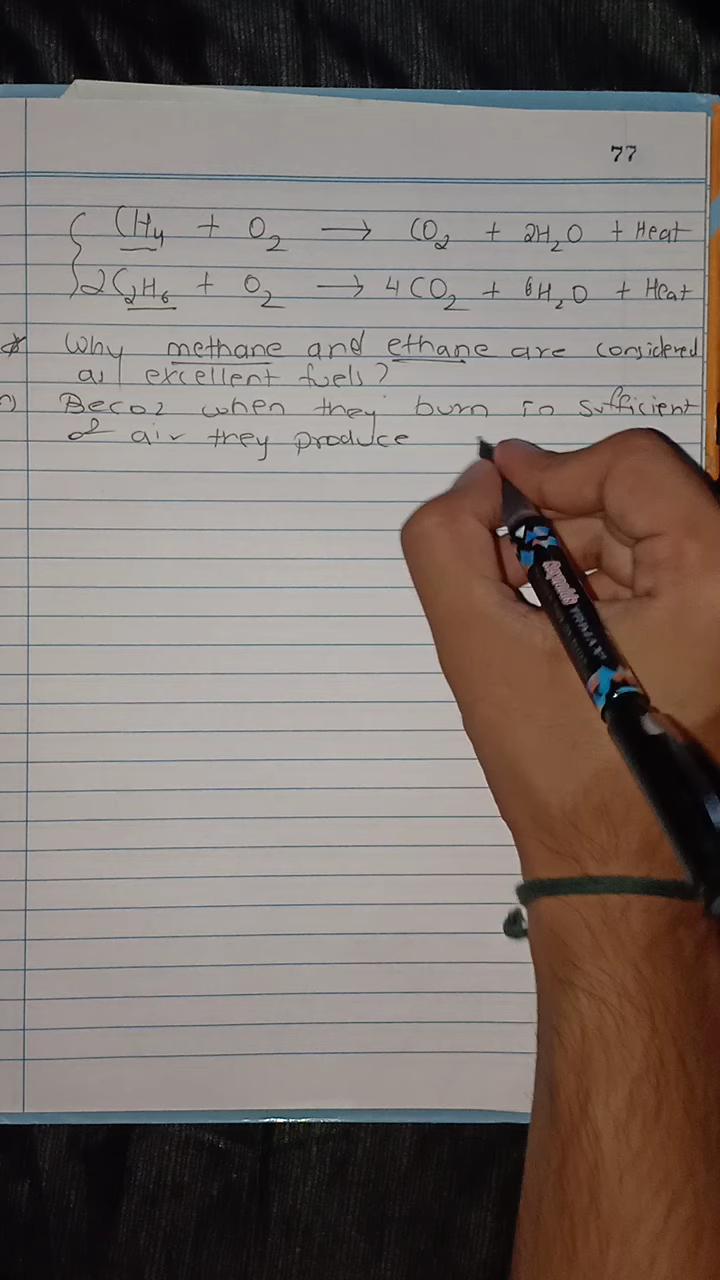 77
CH₄ + O₂ → CO₂ + 2H₂O + Heat
2C₂H₆ + O₂ → 4CO₂ + 6H₂O + Heat
* Why methane and ethane are considered
as excellent fuels?
Becoz when they burn in sufficient
of air they produce